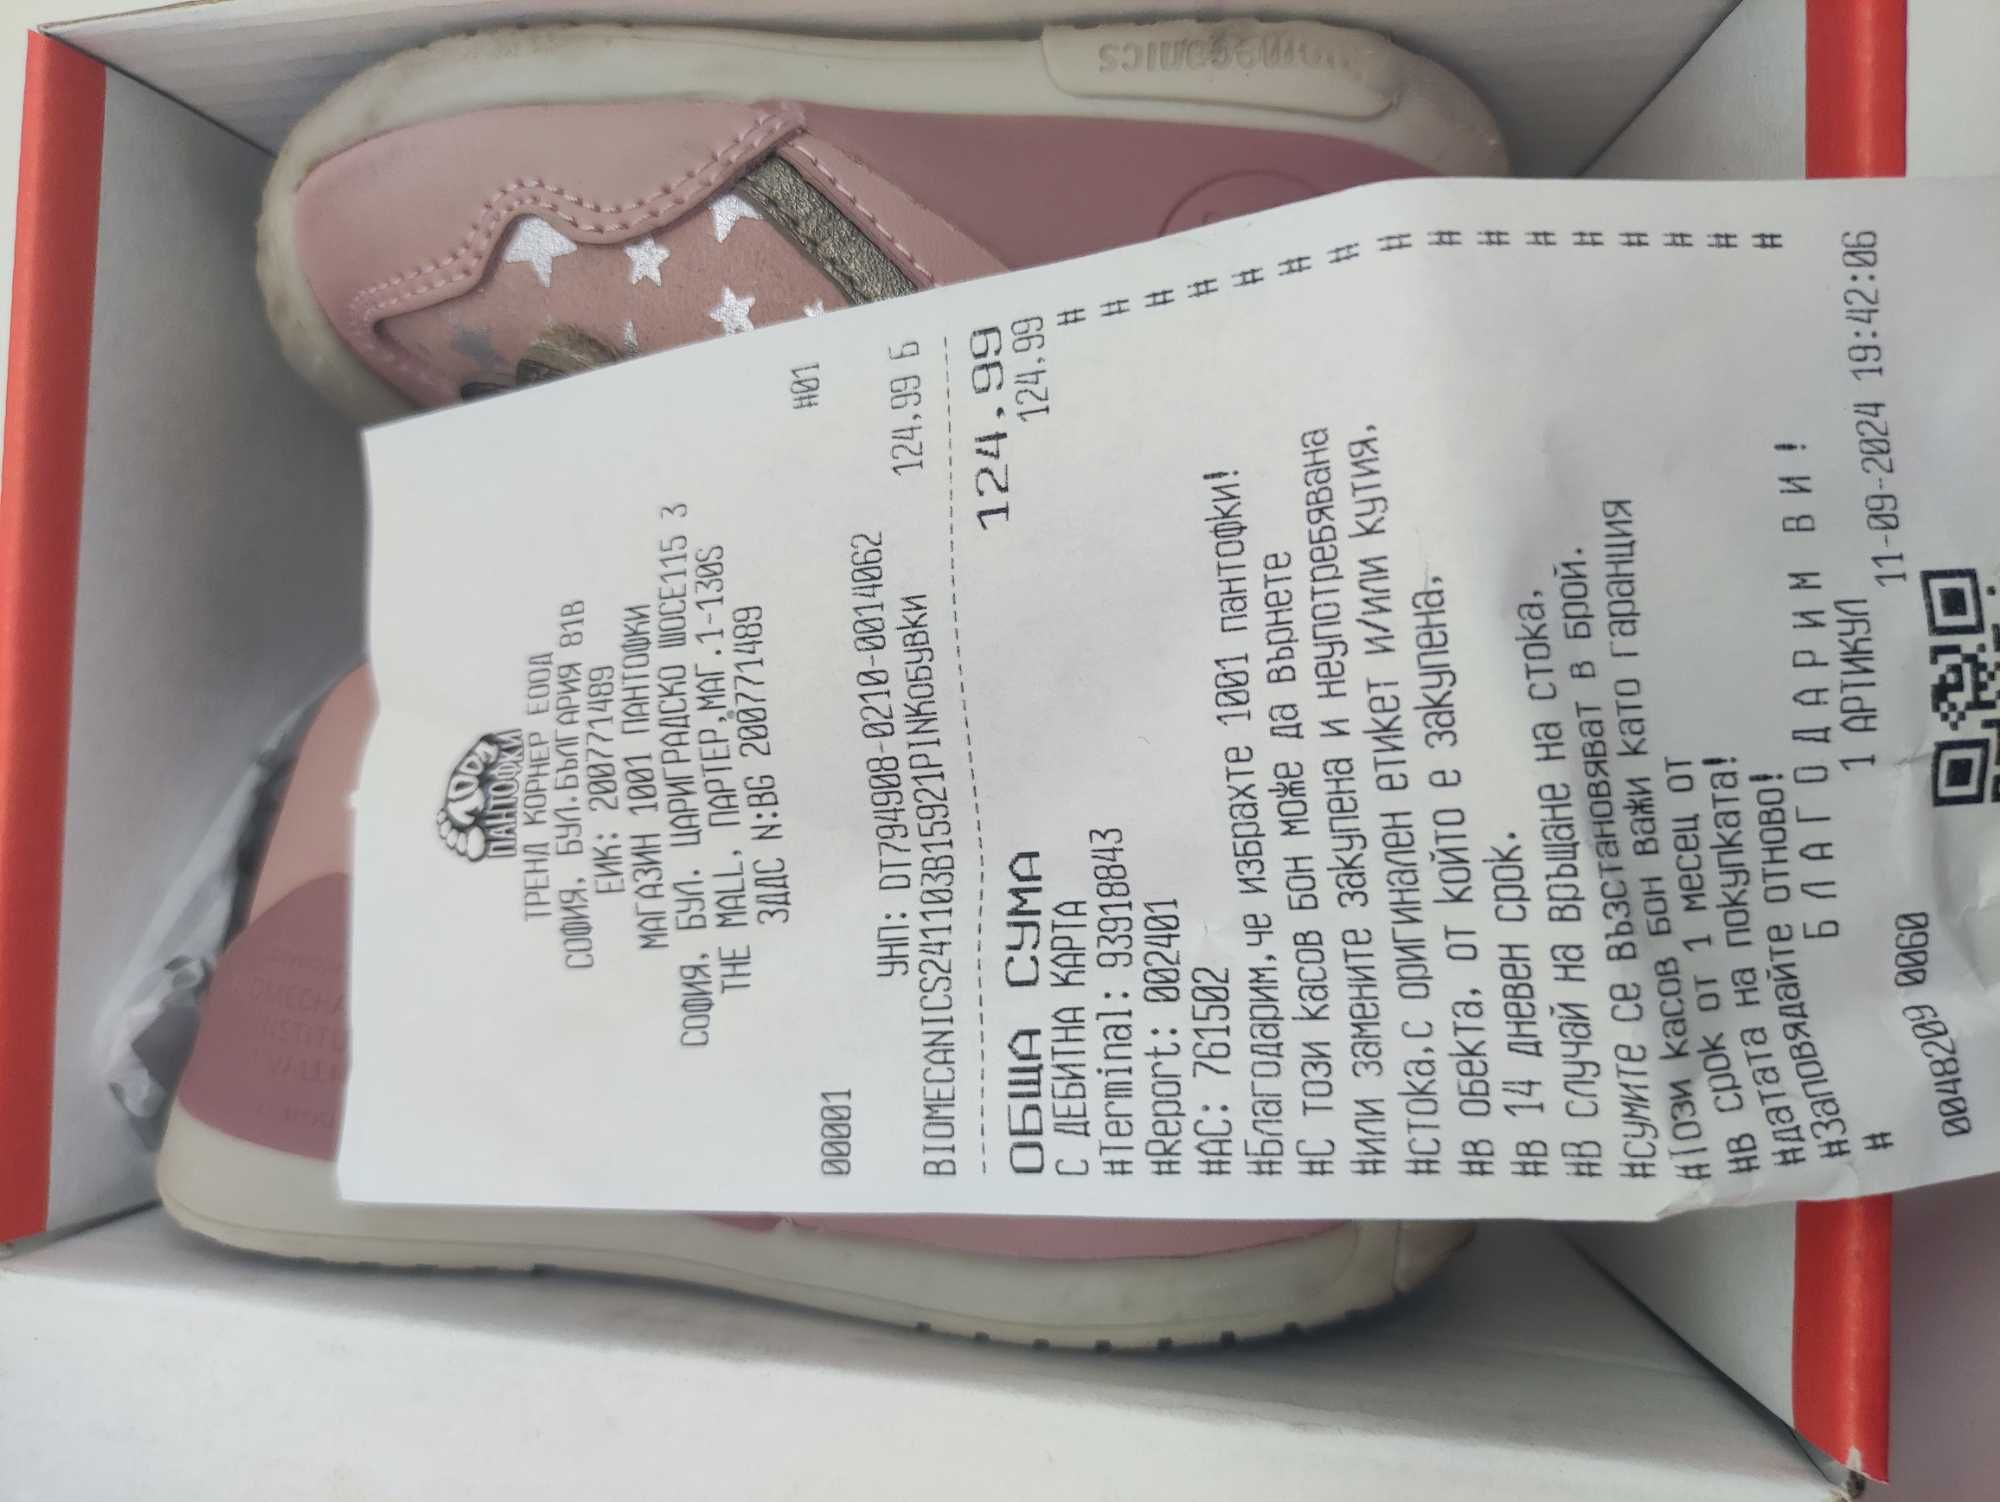 biomecanics
1001
ПАНТОФКИ
ТРЕНД КОРНЕР ЕООД
СОФИЯ, БУЛ.БЪЛГАРИЯ 81В
ЕИК: 200771489
МАГАЗИН 1001 ПАНТОФКИ
СОФИЯ, БУЛ. ЦАРИГРАДСКО ШОСЕ115 З
THE MALL, ПАРТЕР,МАГ.1-130S
ЗДДС N:BG 200771489
00001 #01
УНП: DT794908-0210-0014062
BIOMECANICS241103B15921PINKОБУВКИ
124,99 Б
ОБЩА СУМА 124,99
С ДЕБИТНА КАРТА 124,99
#Terminal: 93918843 #
#Report: 002401 #
#AC: 761502 #
#Благодарим,че избрахте 1001 пантофки! #
#С този касов бон може да върнете #
#или замените закупена и неупотребявана #
#стока,с оригинален етикет и/или кутия, #
#в обекта, от който е закупена, #
#в 14 дневен срок. #
#В случай на връщане на стока, #
#сумите се възстановяват в брой. #
#Този касов бон важи като гаранция #
#в срок от 1 месец от #
#датата на покупката! #
#Заповядайте отново! #
# #
Б Л А Г О Д А Р И М В И !
1 АРТИКУЛ
0048209 0060 11-09-2024 19:42:06